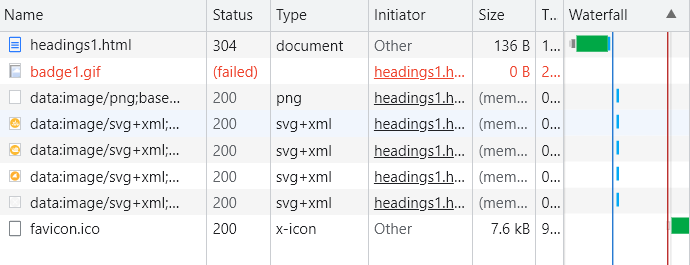 Name Status Type Initiator Size T... Waterfall
headings1.html 304 document Other 136 B 1...
badge1.gif (failed) headings1.h... 0 B 2...
data:image/png;base... 200 png headings1.h... (mem... 0...
data:image/svg+xml;... 200 svg+xml headings1.h... (mem... 0...
data:image/svg+xml;... 200 svg+xml headings1.h... (mem... 0...
data:image/svg+xml;... 200 svg+xml headings1.h... (mem... 0...
data:image/svg+xml;... 200 svg+xml headings1.h... (mem... 0...
favicon.ico 200 x-icon Other 7.6 kB 9...